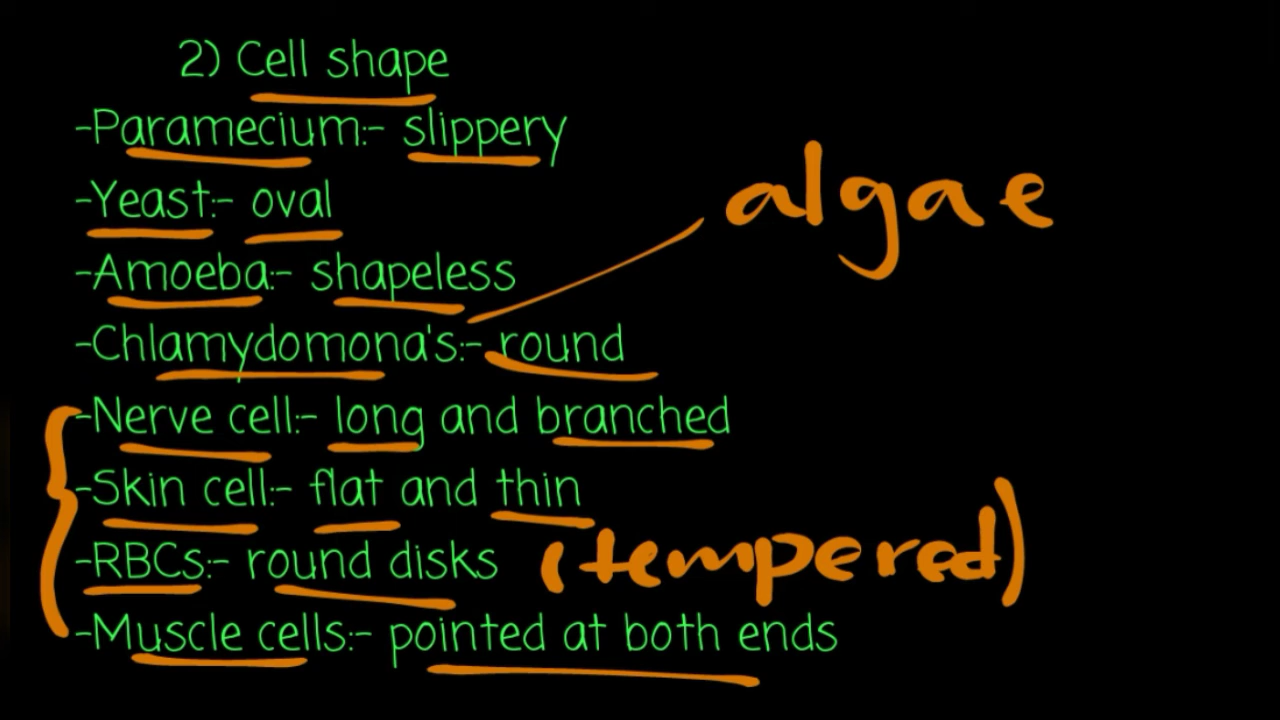 2) Cell shape
-Paramecium:- slippery
algae
-Yeast:- oval
-Amoeba:- shapeless
-Chlamydomona's:- round
-Nerve cell:- long and branched
-Skin cell:- flat and thin
-RBCs:- round disks (tempered)
-Muscle cells:- pointed at both ends